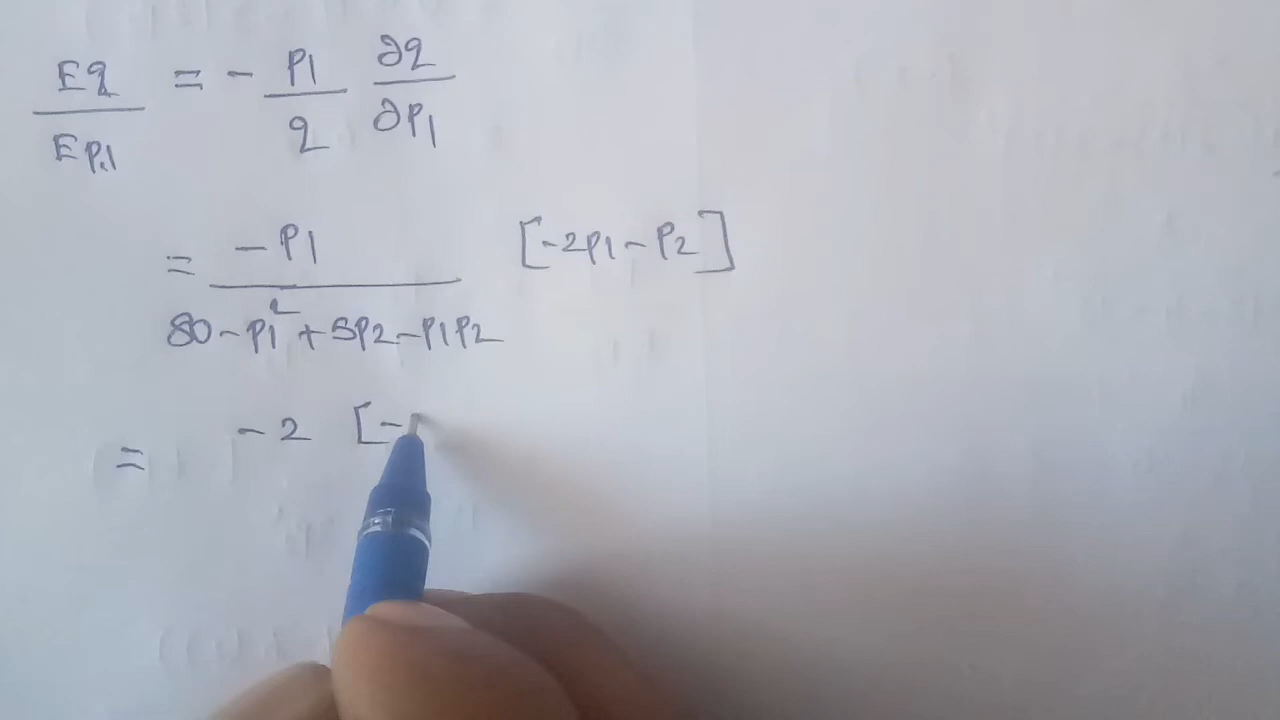 Eq/Ep1 = - p1/q ∂q/∂p1
= -p1/(80-p1²+5p2-p1p2) [-2p1-p2]
= -2 [-